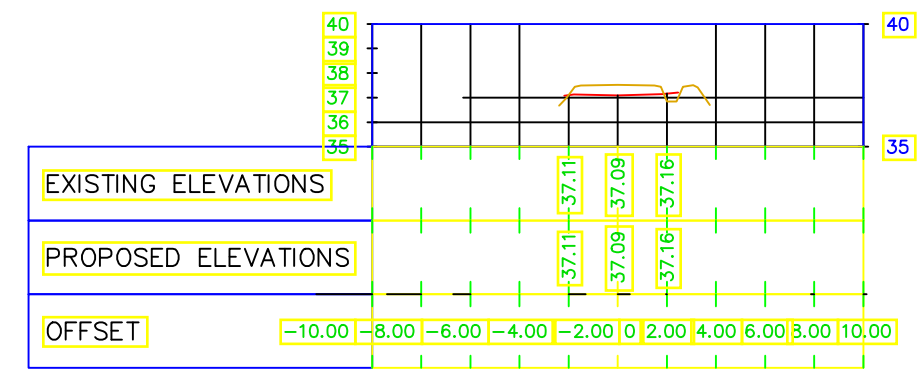 40 40
39
38
37
36
35 35
EXISTING ELEVATIONS 37.11 37.09 37.16
PROPOSED ELEVATIONS 37.11 37.09 37.16
OFFSET -10.00 -8.00 -6.00 -4.00 -2.00 0 2.00 4.00 6.00 8.00 10.00